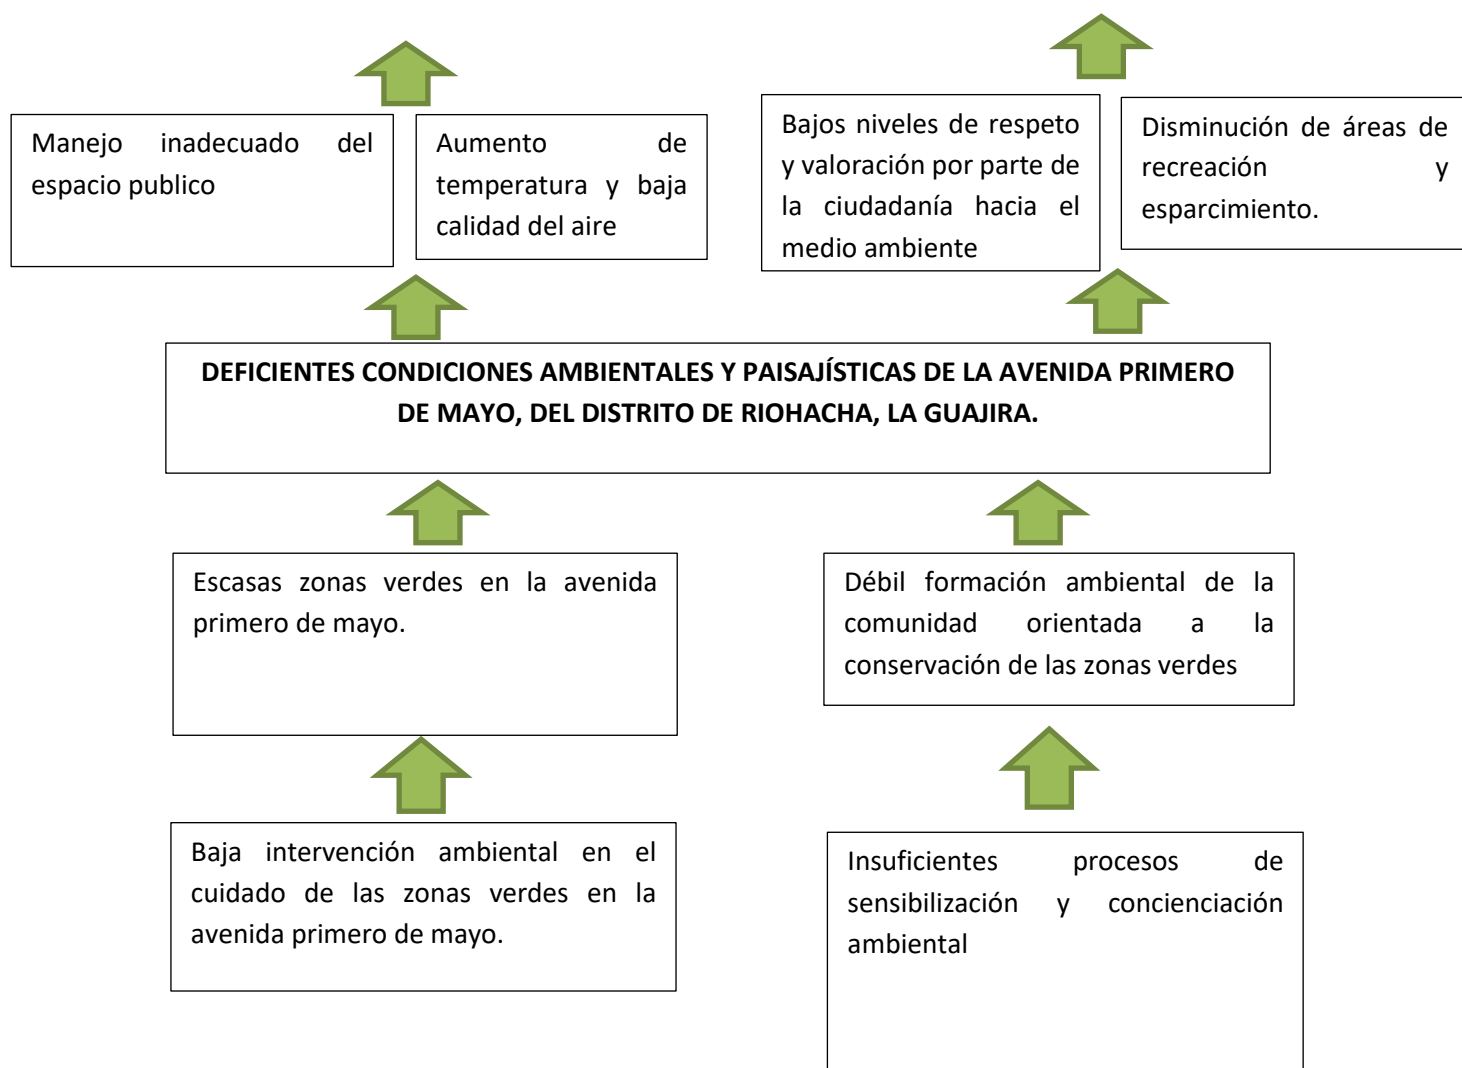 Manejo inadecuado del
espacio publico
Aumento de
temperatura y baja
calidad del aire
Bajos niveles de respeto
y valoración por parte de
la ciudadanía hacia el
medio ambiente
Disminución de áreas de
recreación y
esparcimiento.
DEFICIENTES CONDICIONES AMBIENTALES Y PAISAJÍSTICAS DE LA AVENIDA PRIMERO
DE MAYO, DEL DISTRITO DE RIOHACHA, LA GUAJIRA.
Escasas zonas verdes en la avenida
primero de mayo.
Débil formación ambiental de la
comunidad orientada a la
conservación de las zonas verdes
Baja intervención ambiental en el
cuidado de las zonas verdes en la
avenida primero de mayo.
Insuficientes procesos de
sensibilización y concienciación
ambiental